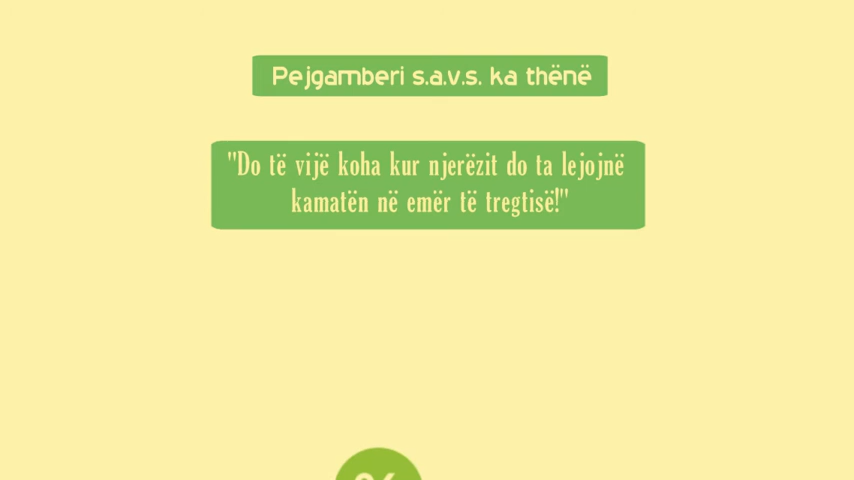 Pejgamberi s.a.v.s. ka thënë
"Do të vijë koha kur njerëzit do ta lejojnë
kamatën në emër të tregtisë!"